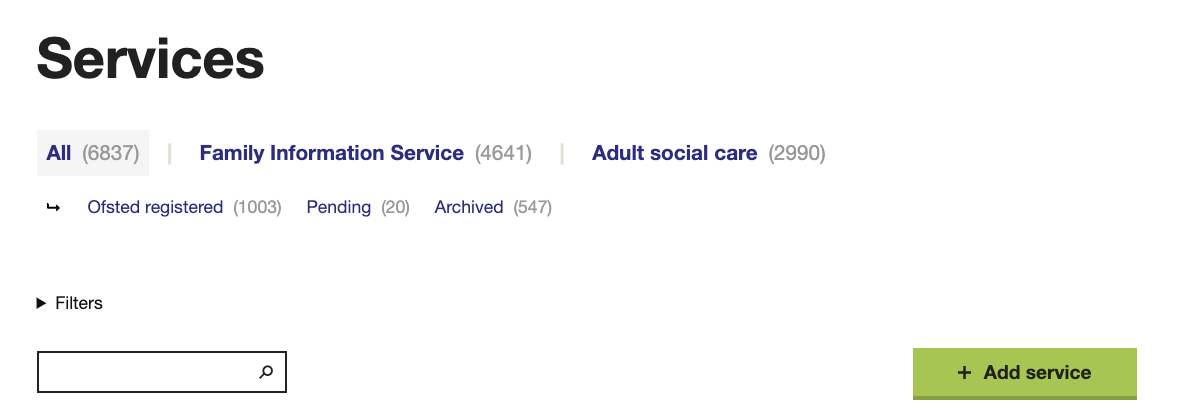 Services
All (6837) | Family Information Service (4641) | Adult social care (2990)
Ofsted registered (1003) Pending (20) Archived (547)
Filters
+ Add service